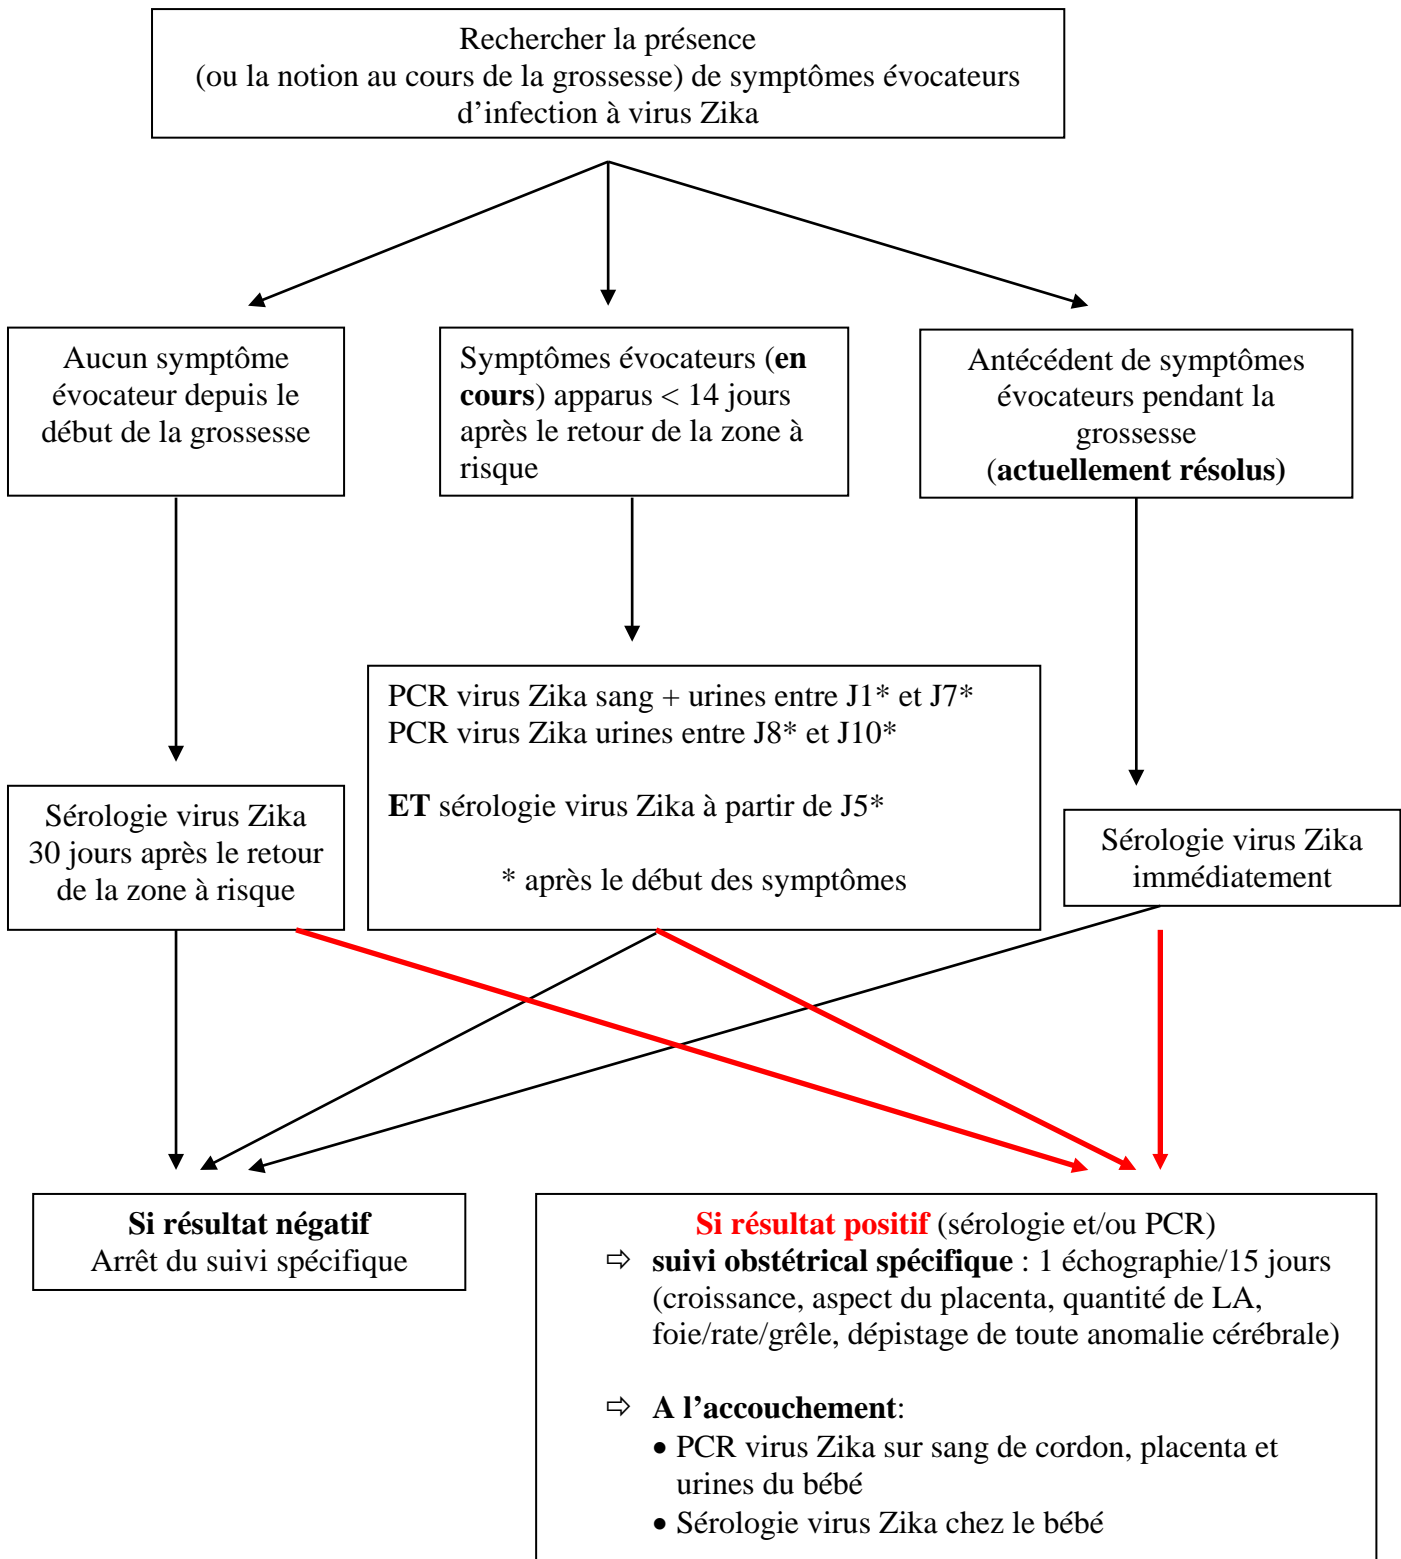 Rechercher la présence
(ou la notion au cours de la grossesse) de symptômes évocateurs
d’infection à virus Zika
Aucun symptôme
évocateur depuis le
début de la grossesse
Symptômes évocateurs (en
cours) apparus < 14 jours
après le retour de la zone à
risque
Antécédent de symptômes
évocateurs pendant la
grossesse
(actuellement résolus)
Sérologie virus Zika
30 jours après le retour
de la zone à risque
PCR virus Zika sang + urines entre J1* et J7*
PCR virus Zika urines entre J8* et J10*
ET sérologie virus Zika à partir de J5*
* après le début des symptômes
Sérologie virus Zika
immédiatement
Si résultat négatif
Arrêt du suivi spécifique
Si résultat positif (sérologie et/ou PCR)
⇨ suivi obstétrical spécifique : 1 échographie/15 jours
(croissance, aspect du placenta, quantité de LA,
foie/rate/grêle, dépistage de toute anomalie cérébrale)
⇨ A l’accouchement:
• PCR virus Zika sur sang de cordon, placenta et
urines du bébé
• Sérologie virus Zika chez le bébé